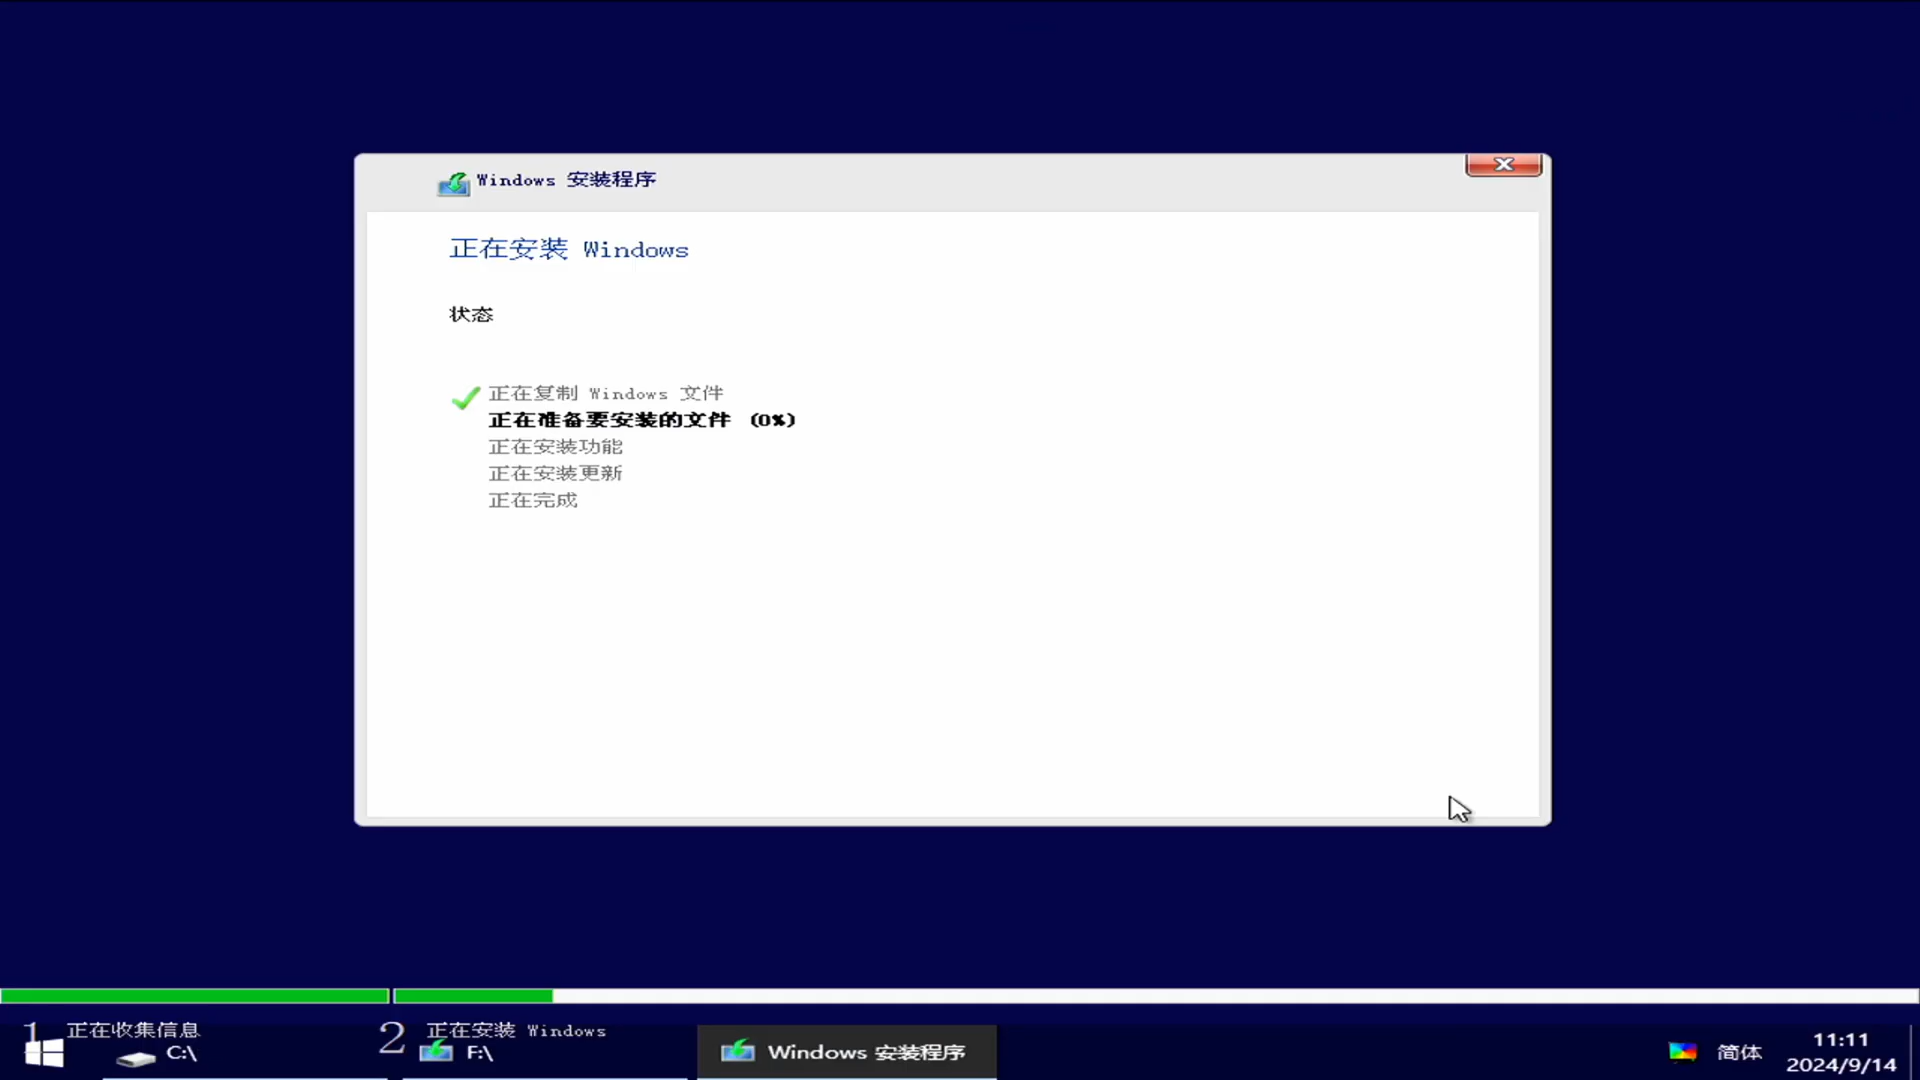 Windows 安装程序
正在安装 Windows
状态
正在复制 Windows 文件
正在准备要安装的文件 (0%)
正在安装功能
正在安装更新
正在完成
1 正在收集信息
2 正在安装 Windows
C:\
F:\
Windows 安装程序
简体
11:11
2024/9/14